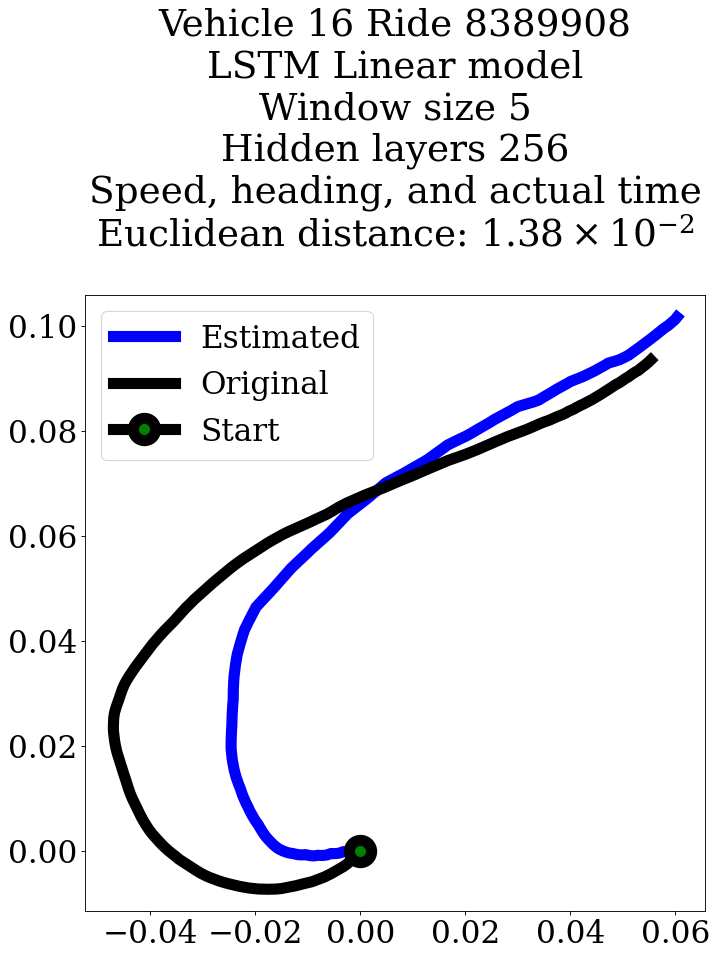 Vehicle 16 Ride 8389908
LSTM Linear model
Window size 5
Hidden layers 256
Speed, heading, and actual time
Euclidean distance: 1.38 × 10⁻²
Estimated
Original
Start
0.10
0.08
0.06
0.04
0.02
0.00
−0.04 −0.02 0.00 0.02 0.04 0.06